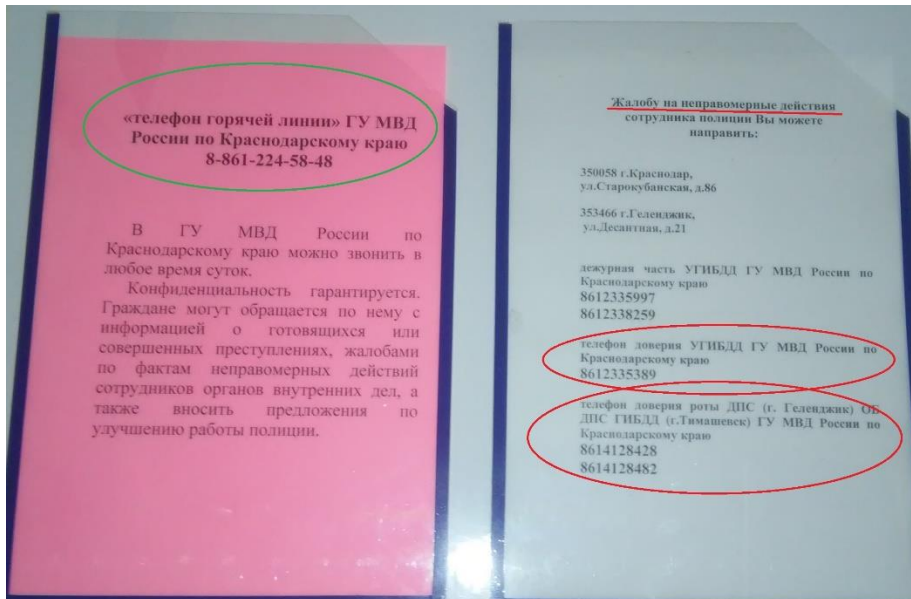 «телефон горячей линии» ГУ МВД
России по Краснодарскому краю
8-861-224-58-48
В ГУ МВД России по
Краснодарскому краю можно звонить в
любое время суток.
Конфиденциальность гарантируется.
Граждане могут обращается по нему с
информацией о готовящихся или
совершенных преступлениях, жалобами
по фактам неправомерных действий
сотрудников органов внутренних дел, а
также вносить предложения по
улучшению работы полиции.
Жалобу на неправомерные действия
сотрудника полиции Вы можете
направить:
350058 г.Краснодар,
ул.Старокубанская, д.86
353466 г.Геленджик,
ул.Десантная, д.21
дежурная часть УГИБДД ГУ МВД России по
Краснодарскому краю
8612335997
8612338259
телефон доверия УГИБДД ГУ МВД России по
Краснодарскому краю
8612335389
телефон доверия роты ДПС (г. Геленджик) ОБ
ДПС ГИБДД (г.Тимашевск) ГУ МВД России по
Краснодарскому краю
8614128428
8614128482